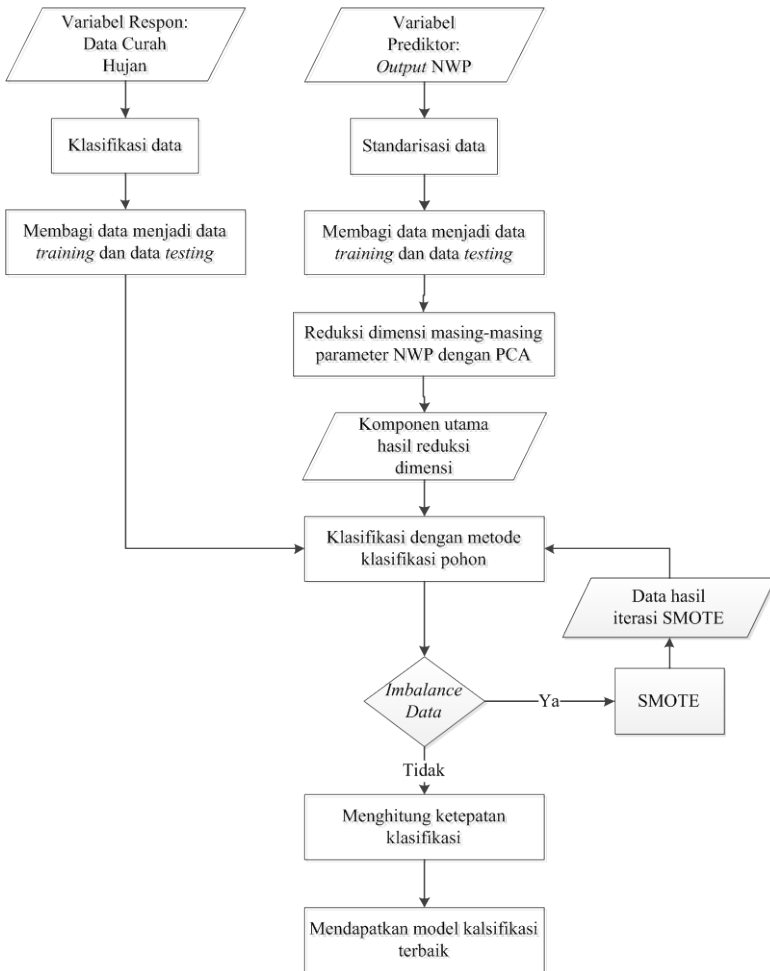 Variabel Respon:
Data Curah
Hujan
Variabel
Prediktor:
Output NWP
Klasifikasi data
Standarisasi data
Membagi data menjadi data
training dan data testing
Membagi data menjadi data
training dan data testing
Reduksi dimensi masing-masing
parameter NWP dengan PCA
Komponen utama
hasil reduksi
dimensi
Klasifikasi dengan metode
klasifikasi pohon
Data hasil
iterasi SMOTE
Imbalance
Data
Ya
SMOTE
Tidak
Menghitung ketepatan
klasifikasi
Mendapatkan model kalsifikasi
terbaik